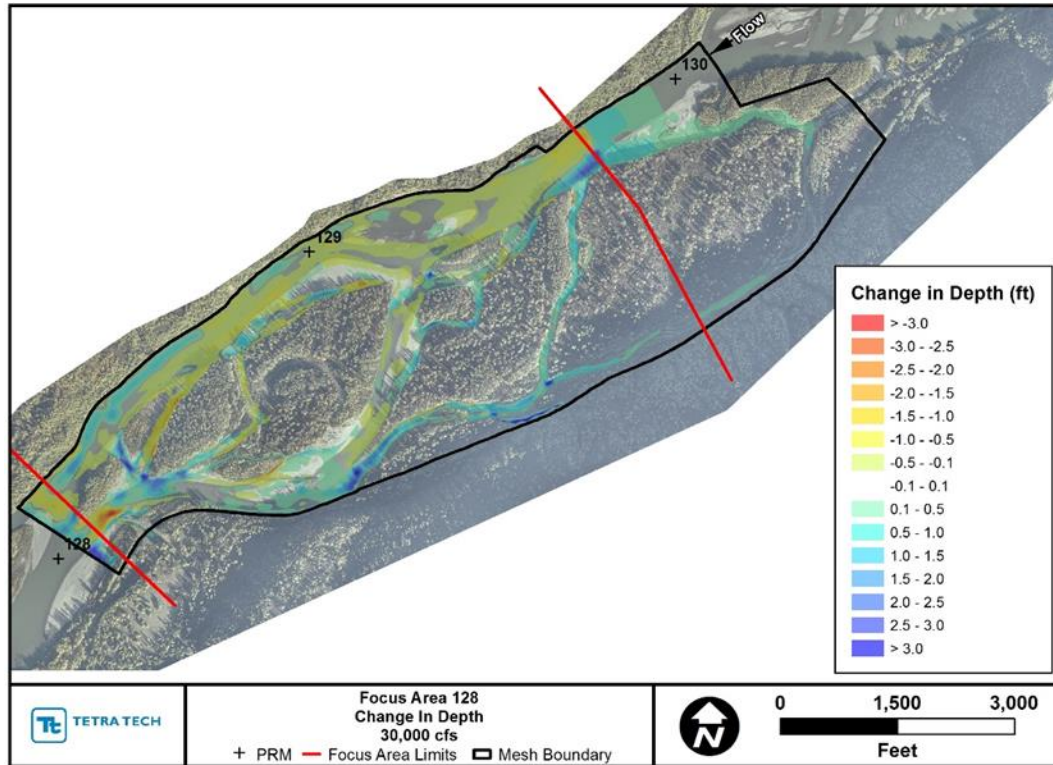 Flow
130
129
128
Change in Depth (ft)
> -3.0
-3.0 - -2.5
-2.5 - -2.0
-2.0 - -1.5
-1.5 - -1.0
-1.0 - -0.5
-0.5 - -0.1
-0.1 - 0.1
0.1 - 0.5
0.5 - 1.0
1.0 - 1.5
1.5 - 2.0
2.0 - 2.5
2.5 - 3.0
> 3.0
Tt TETRA TECH
Focus Area 128
Change In Depth
30,000 cfs
+ PRM — Focus Area Limits Mesh Boundary
N
0 1,500 3,000
Feet